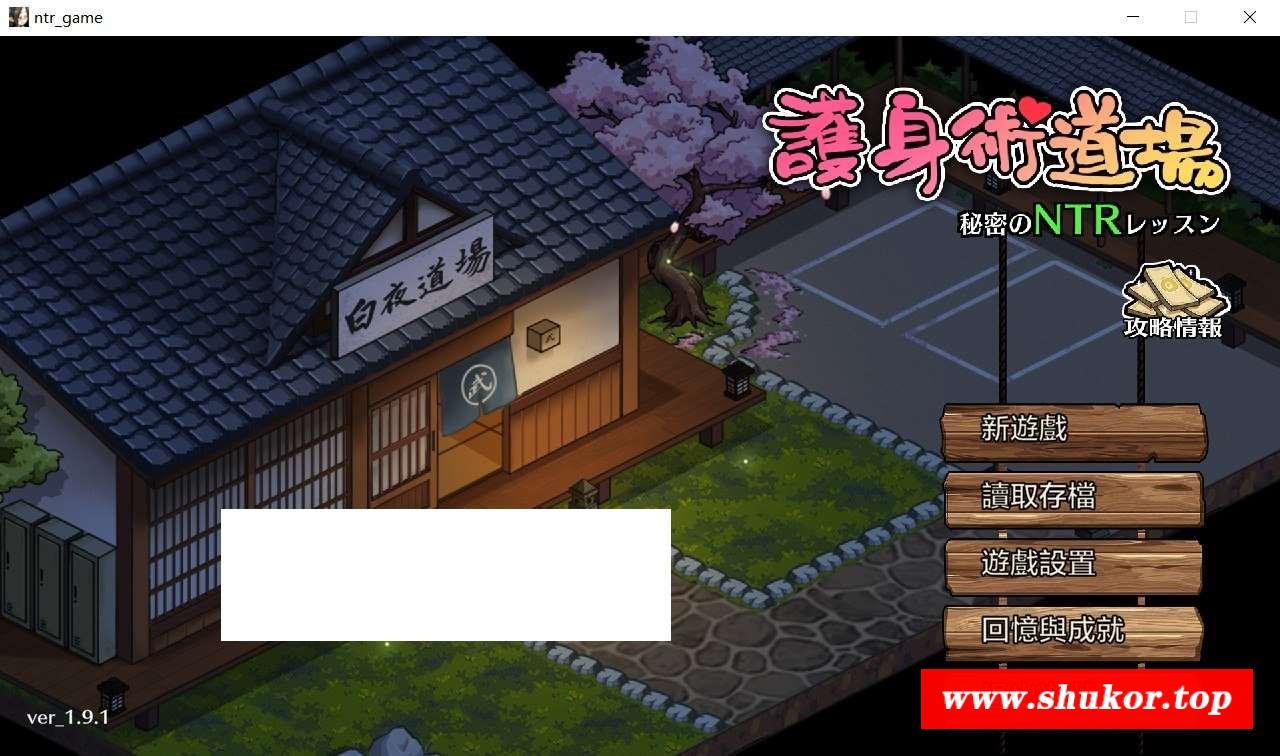 ntr_game
護身術道場
秘密のNTRレッスン
攻略情報
白夜道場
武
武
新遊戲
讀取存檔
遊戲設置
回憶與成就
www.shukor.top
ver_1.9.1